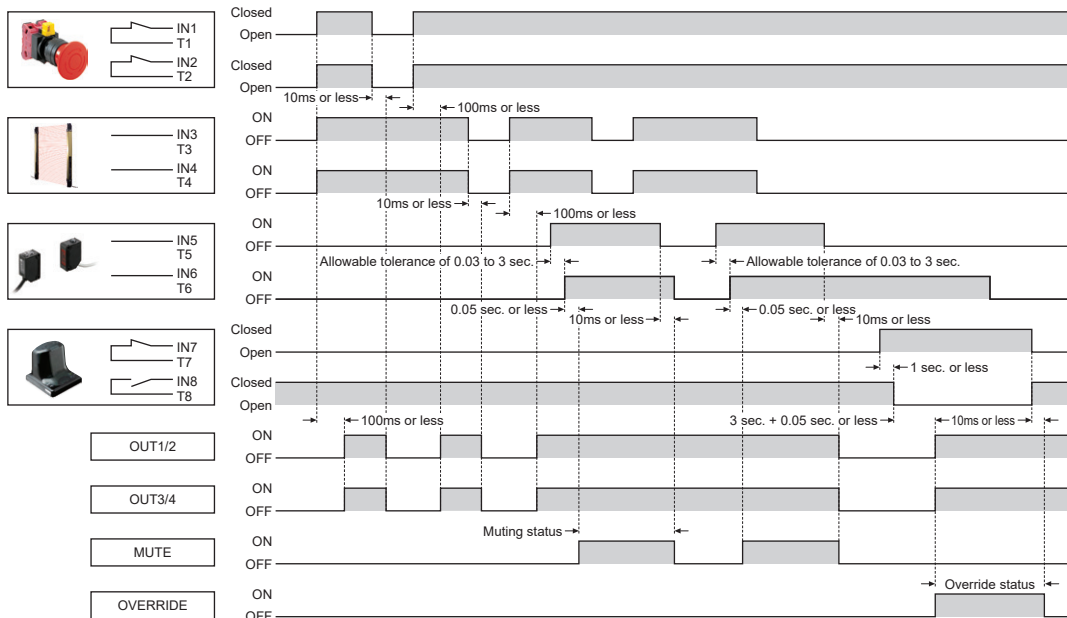 Closed
IN1
T1
Open
IN2
T2
Closed
Open
10ms or less
100ms or less
ON
IN3
T3
OFF
IN4
T4
ON
OFF
10ms or less
100ms or less
ON
IN5
T5
OFF
Allowable tolerance of 0.03 to 3 sec.
Allowable tolerance of 0.03 to 3 sec.
IN6
T6
ON
OFF
0.05 sec. or less
10ms or less
0.05 sec. or less
10ms or less
Closed
IN7
T7
Open
1 sec. or less
IN8
T8
Closed
Open
100ms or less
3 sec. + 0.05 sec. or less
10ms or less
OUT1/2
ON
OFF
OUT3/4
ON
OFF
Muting status
MUTE
ON
OFF
Override status
OVERRIDE
ON
OFF